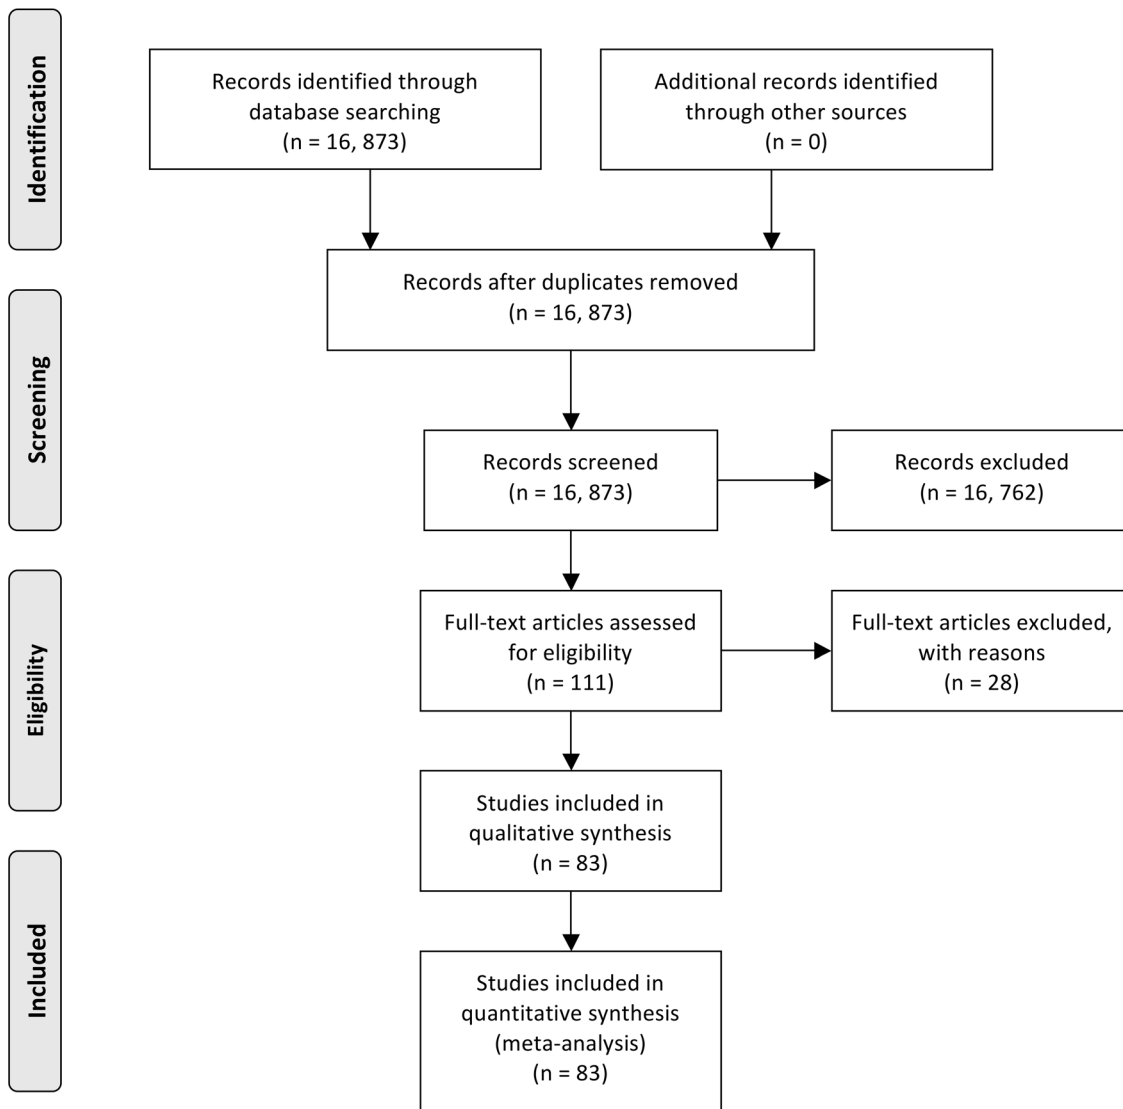 Identification
Records identified through
database searching
(n = 16, 873)
Additional records identified
through other sources
(n = 0)
Records after duplicates removed
(n = 16, 873)
Screening
Records screened
(n = 16, 873)
Records excluded
(n = 16, 762)
Eligibility
Full-text articles assessed
for eligibility
(n = 111)
Full-text articles excluded,
with reasons
(n = 28)
Studies included in
qualitative synthesis
(n = 83)
Included
Studies included in
quantitative synthesis
(meta-analysis)
(n = 83)